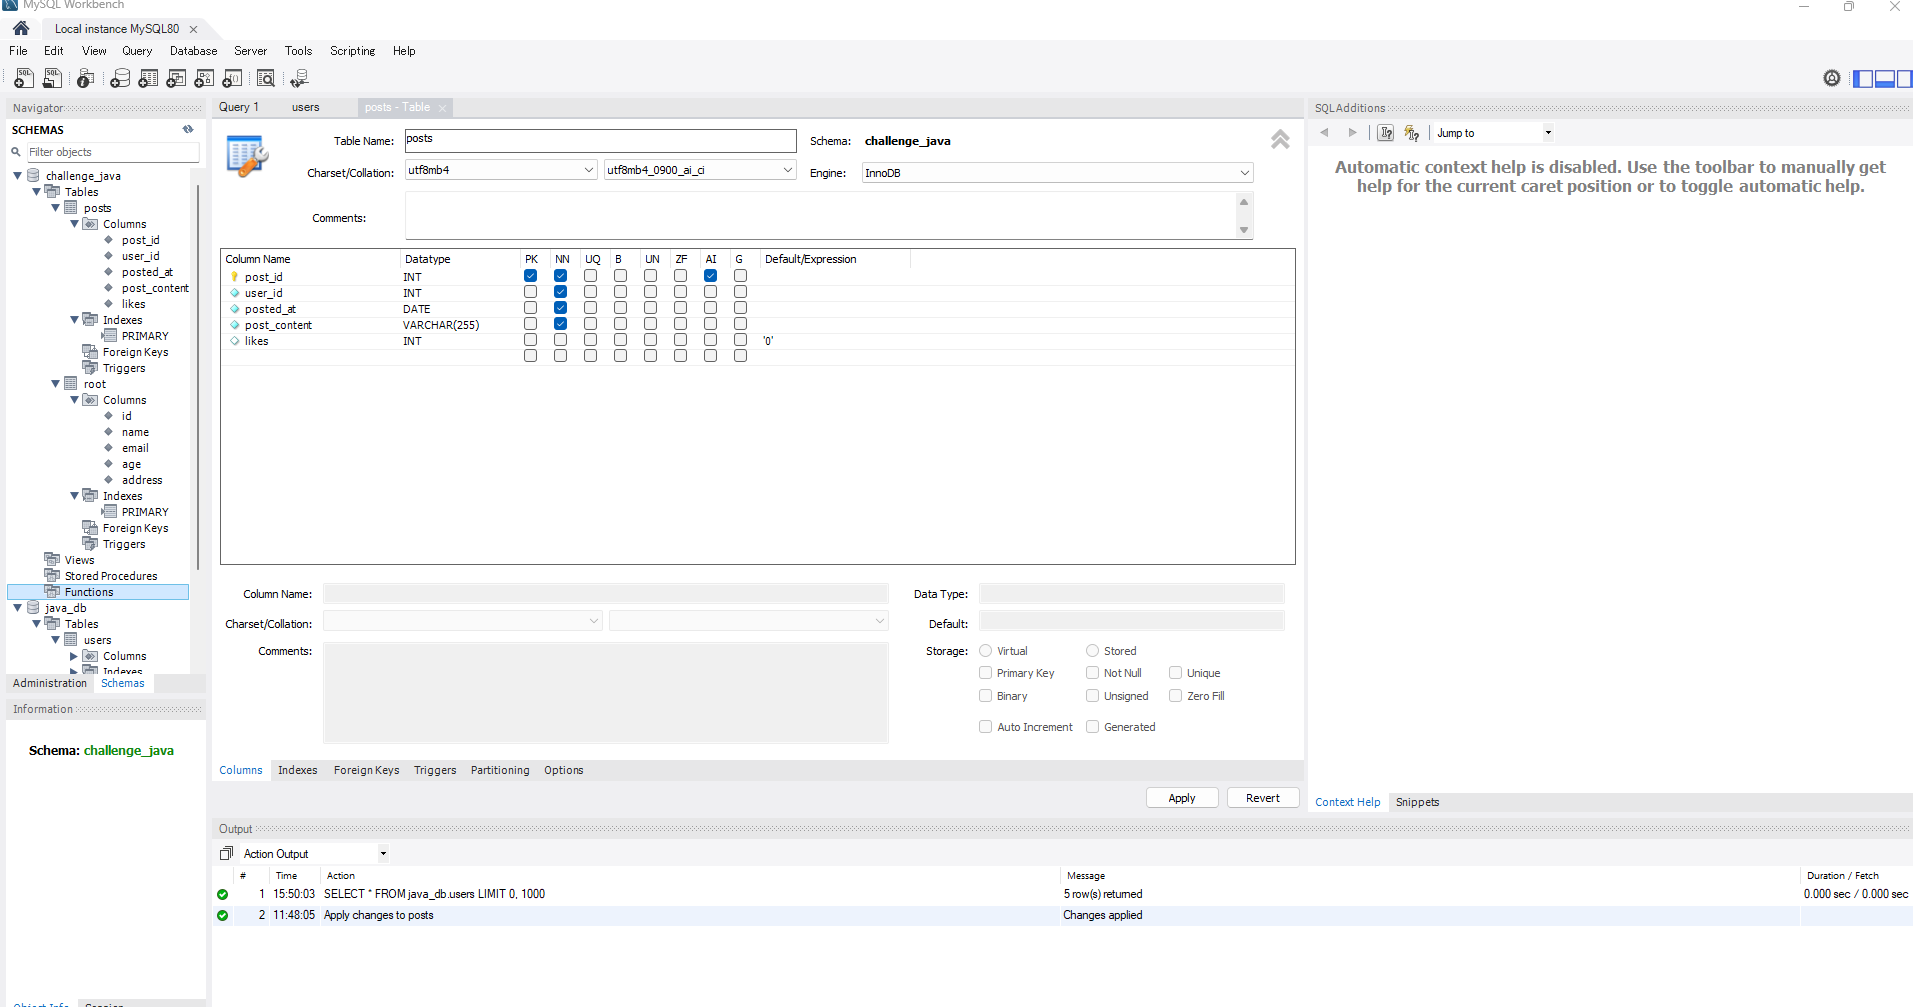 MySQL Workbench
Local instance MySQL80
File Edit View Query Database Server Tools Scripting Help
Navigator
SCHEMAS
Filter objects
challenge_java
Tables
posts
Columns
post_id
user_id
posted_at
post_content
likes
Indexes
PRIMARY
Foreign Keys
Triggers
root
Columns
id
name
email
age
address
Indexes
PRIMARY
Foreign Keys
Triggers
Views
Stored Procedures
Functions
java_db
Tables
users
Columns
Indexes
Administration Schemas
Information
Schema: challenge_java
Object Info Session
Query 1 users posts - Table
Table Name: posts Schema: challenge_java
Charset/Collation: utf8mb4 utf8mb4_0900_ai_ci Engine: InnoDB
Comments:
Column Name Datatype PK NN UQ B UN ZF AI G Default/Expression
post_id INT
user_id INT
posted_at DATE
post_content VARCHAR(255)
likes INT '0'
Column Name: Data Type:
Charset/Collation: Default:
Comments: Storage: Virtual Stored
Primary Key Not Null Unique
Binary Unsigned Zero Fill
Auto Increment Generated
Columns Indexes Foreign Keys Triggers Partitioning Options
Apply Revert
SQLAdditions
Jump to
Automatic context help is disabled. Use the toolbar to manually get
help for the current caret position or to toggle automatic help.
Context Help Snippets
Output
Action Output
# Time Action Message Duration / Fetch
1 15:50:03 SELECT * FROM java_db.users LIMIT 0, 1000 5 row(s) returned 0.000 sec / 0.000 sec
2 11:48:05 Apply changes to posts Changes applied